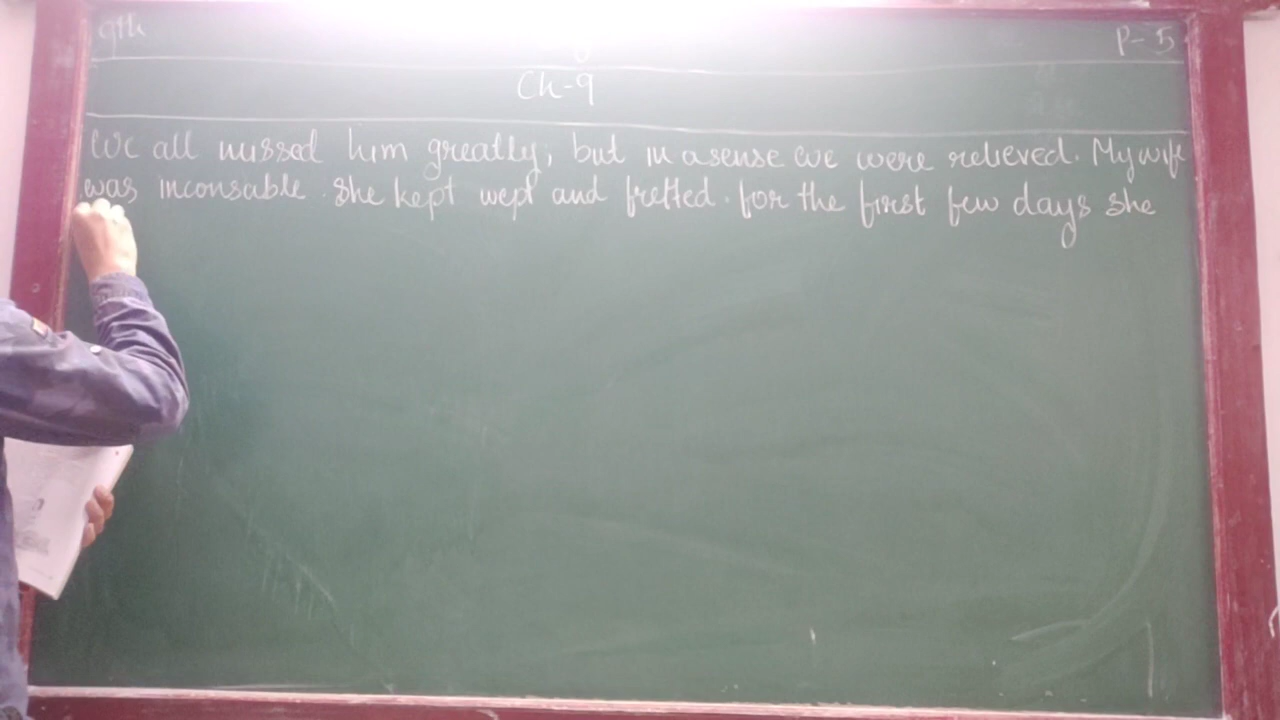 9th
P-5
Ch-9
We all missed him greatly, but in a sense we were relieved. My wife
was inconsable. She kept wept and fretted. for the first few days she